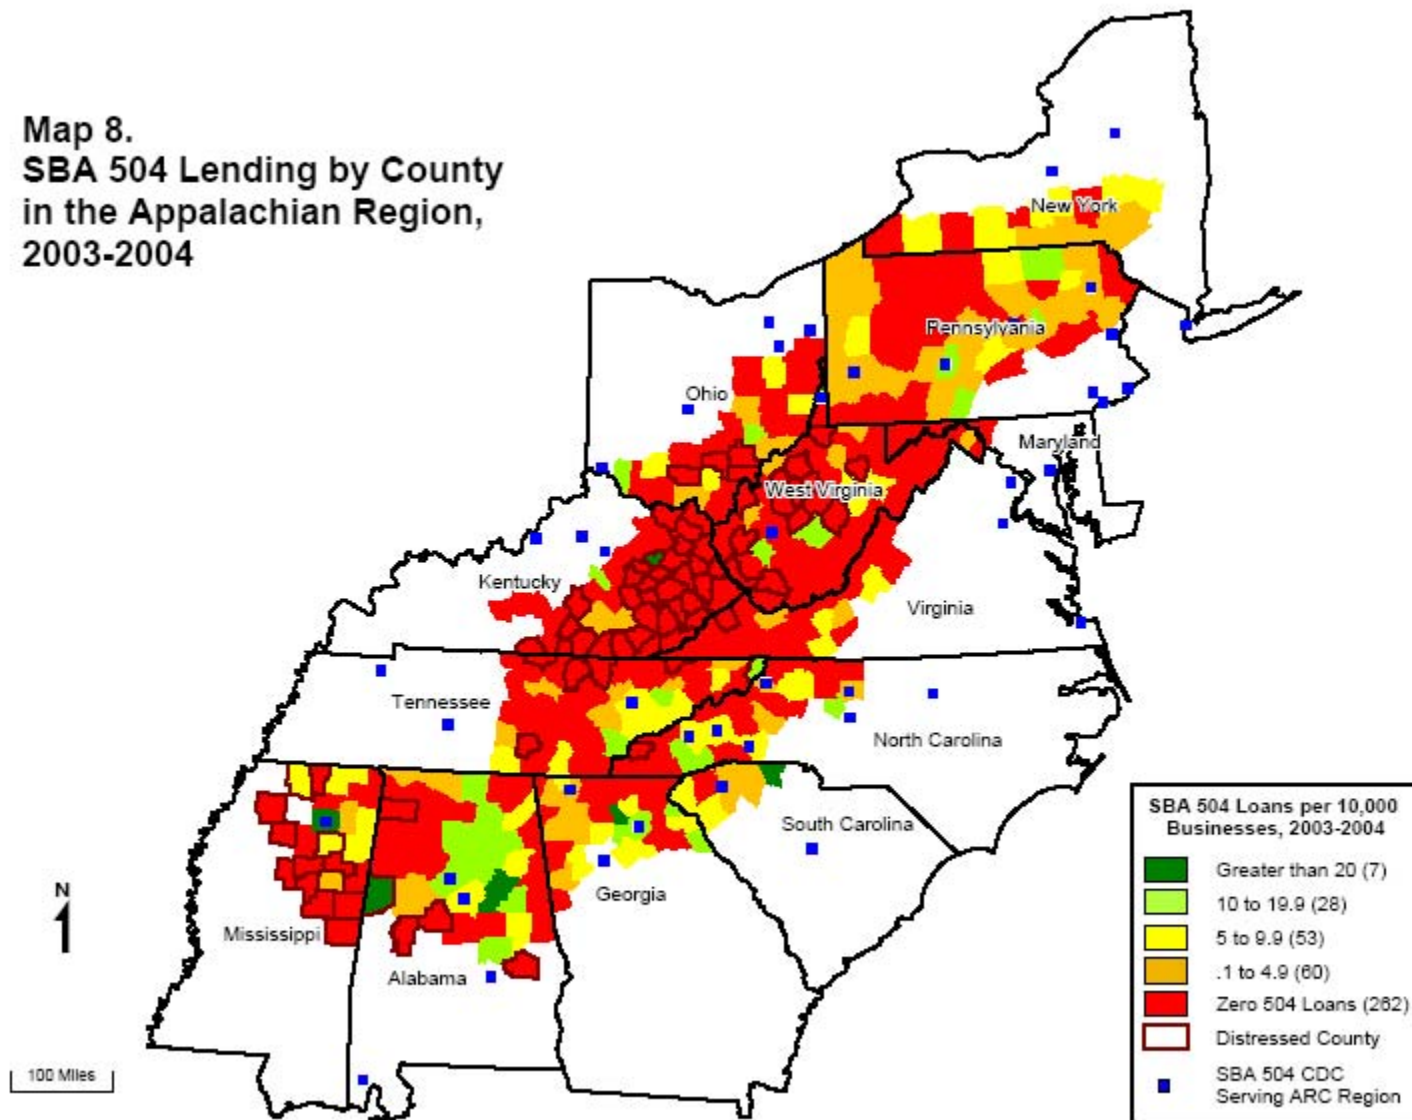 Map 8.
SBA 504 Lending by County
in the Appalachian Region,
2003-2004
New York
Pennsylvania
Ohio
Maryland
West Virginia
Kentucky
Virginia
Tennessee
North Carolina
South Carolina
Georgia
Mississippi
Alabama
N
100 Miles
SBA 504 Loans per 10,000
Businesses, 2003-2004
Greater than 20 (7)
10 to 19.9 (28)
5 to 9.9 (53)
.1 to 4.9 (60)
Zero 504 Loans (262)
Distressed County
SBA 504 CDC
Serving ARC Region